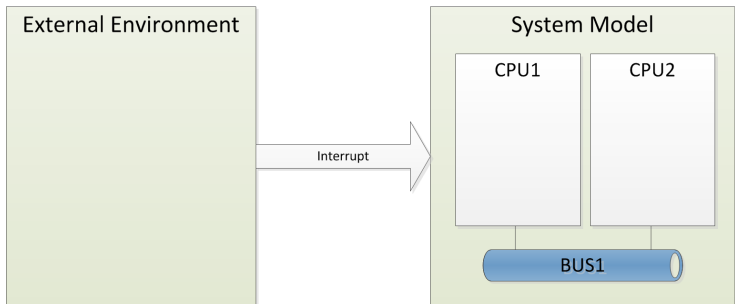 External Environment
Interrupt
System Model
CPU1
CPU2
BUS1